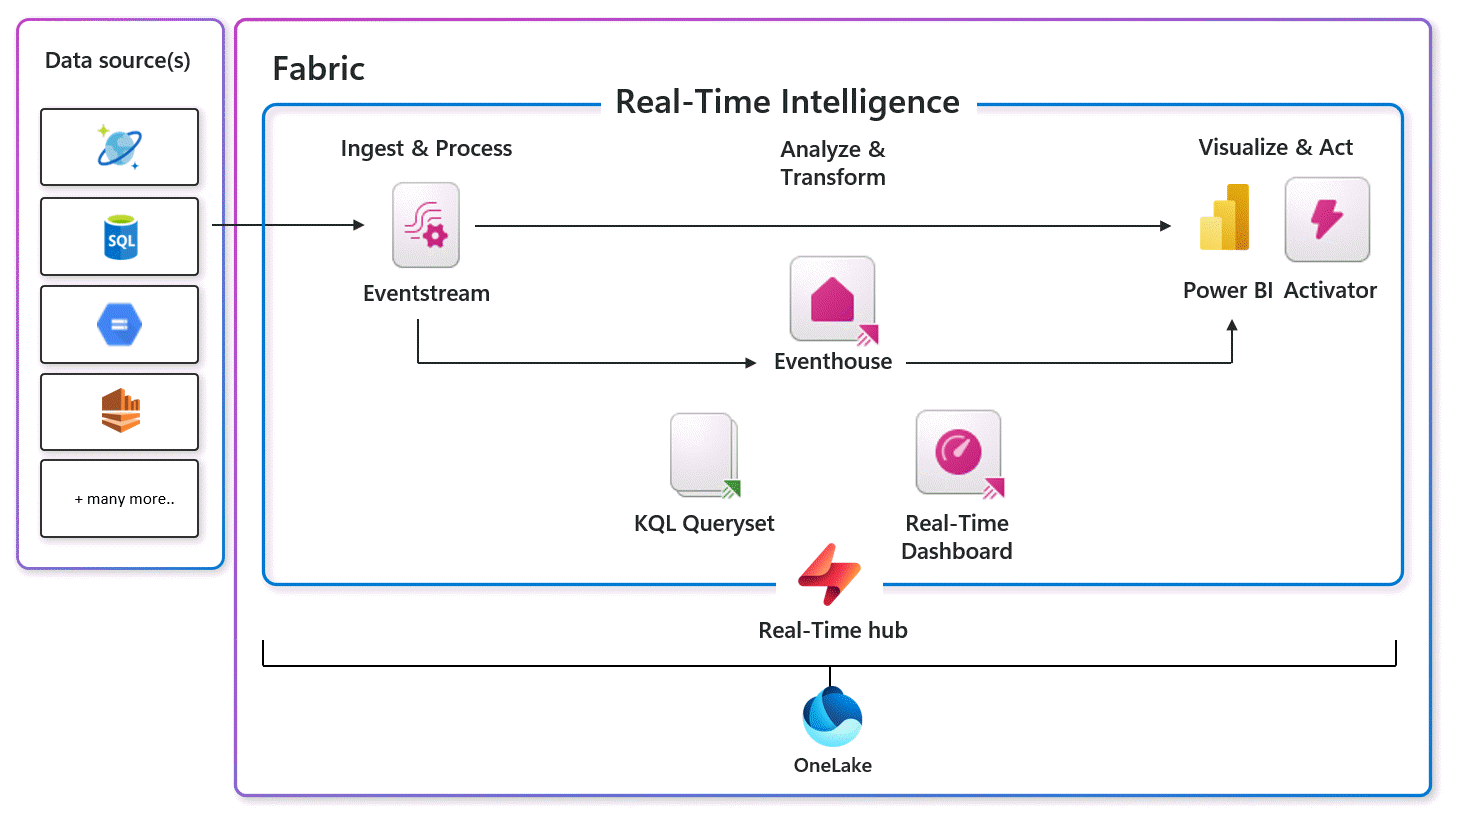 Data source(s)
SQL
+ many more..
Fabric
Real-Time Intelligence
Ingest & Process
Eventstream
Analyze &
Transform
Eventhouse
KQL Queryset
Real-Time
Dashboard
Visualize & Act
Power BI
Activator
Real-Time hub
OneLake